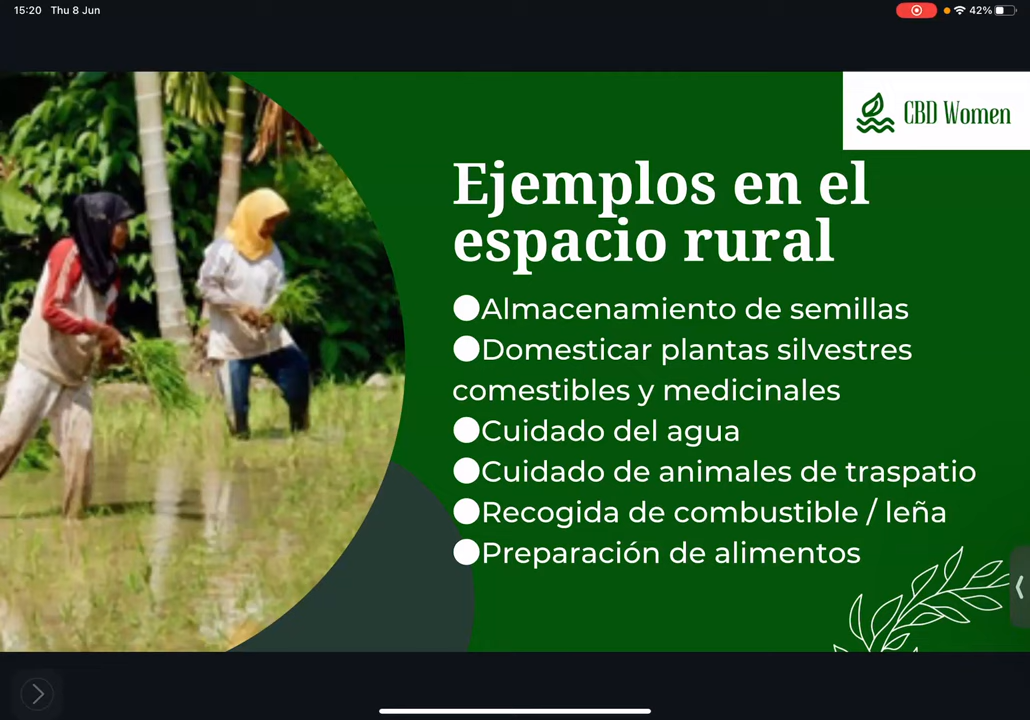 15:20 Thu 8 Jun
42%
CBD Women
Ejemplos en el
espacio rural
●Almacenamiento de semillas
●Domesticar plantas silvestres
comestibles y medicinales
●Cuidado del agua
●Cuidado de animales de traspatio
●Recogida de combustible / leña
●Preparación de alimentos